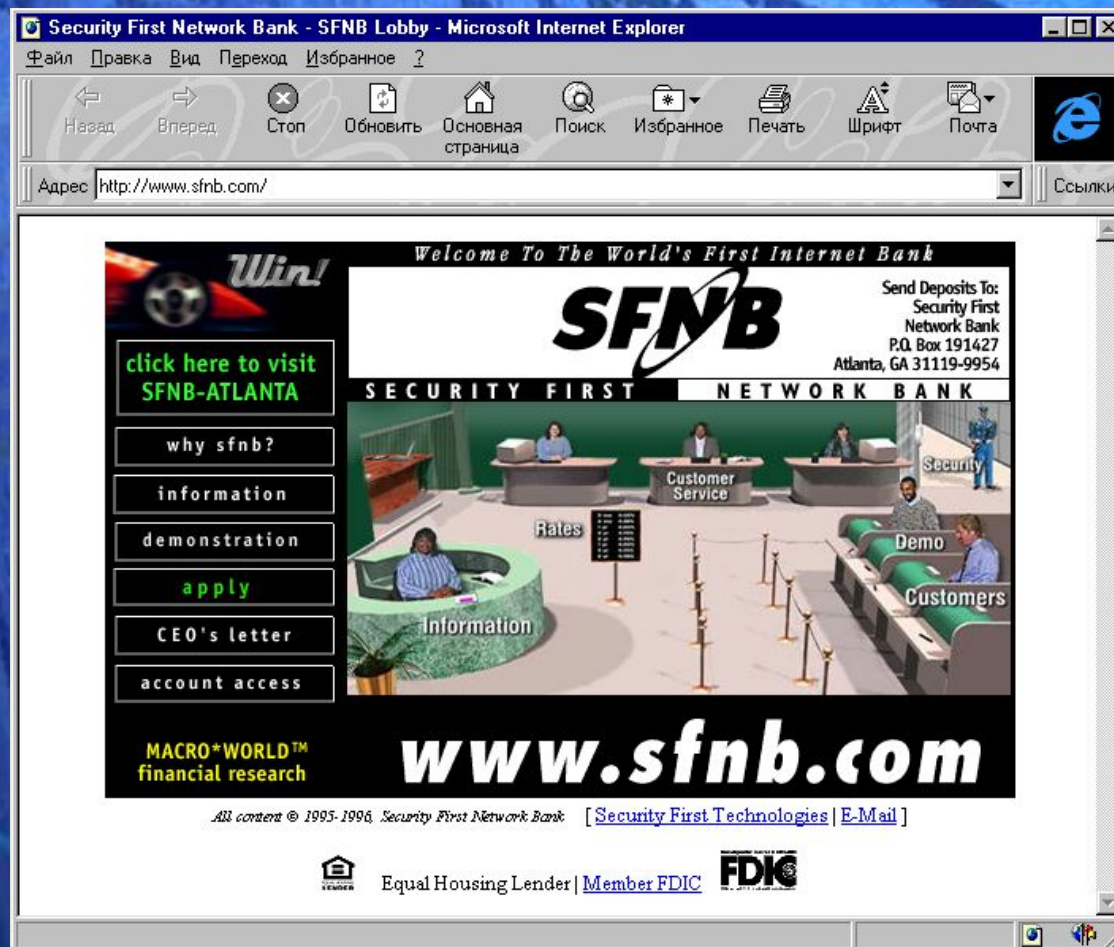 Security First Network Bank - SFNB Lobby - Microsoft Internet Explorer
Файл Правка Вид Переход Избранное ?
Назад Вперед Стоп Обновить Основная страница Поиск Избранное Печать Шрифт Почта
Адрес http://www.sfnb.com/ Ссылки
Win!
Welcome To The World's First Internet Bank
SFNB
Send Deposits To:
Security First
Network Bank
P.O. Box 191427
Atlanta, GA 31119-9954
SECURITY FIRST NETWORK BANK
click here to visit
SFNB-ATLANTA
why sfnb?
information
demonstration
apply
CEO's letter
account access
MACRO*WORLD™
financial research
Security
Customer
Service
Rates
Demo
Customers
Information
www.sfnb.com
All content © 1995-1996, Security First Network Bank [ Security First Technologies | E-Mail ]
Equal Housing Lender | Member FDIC FDIC